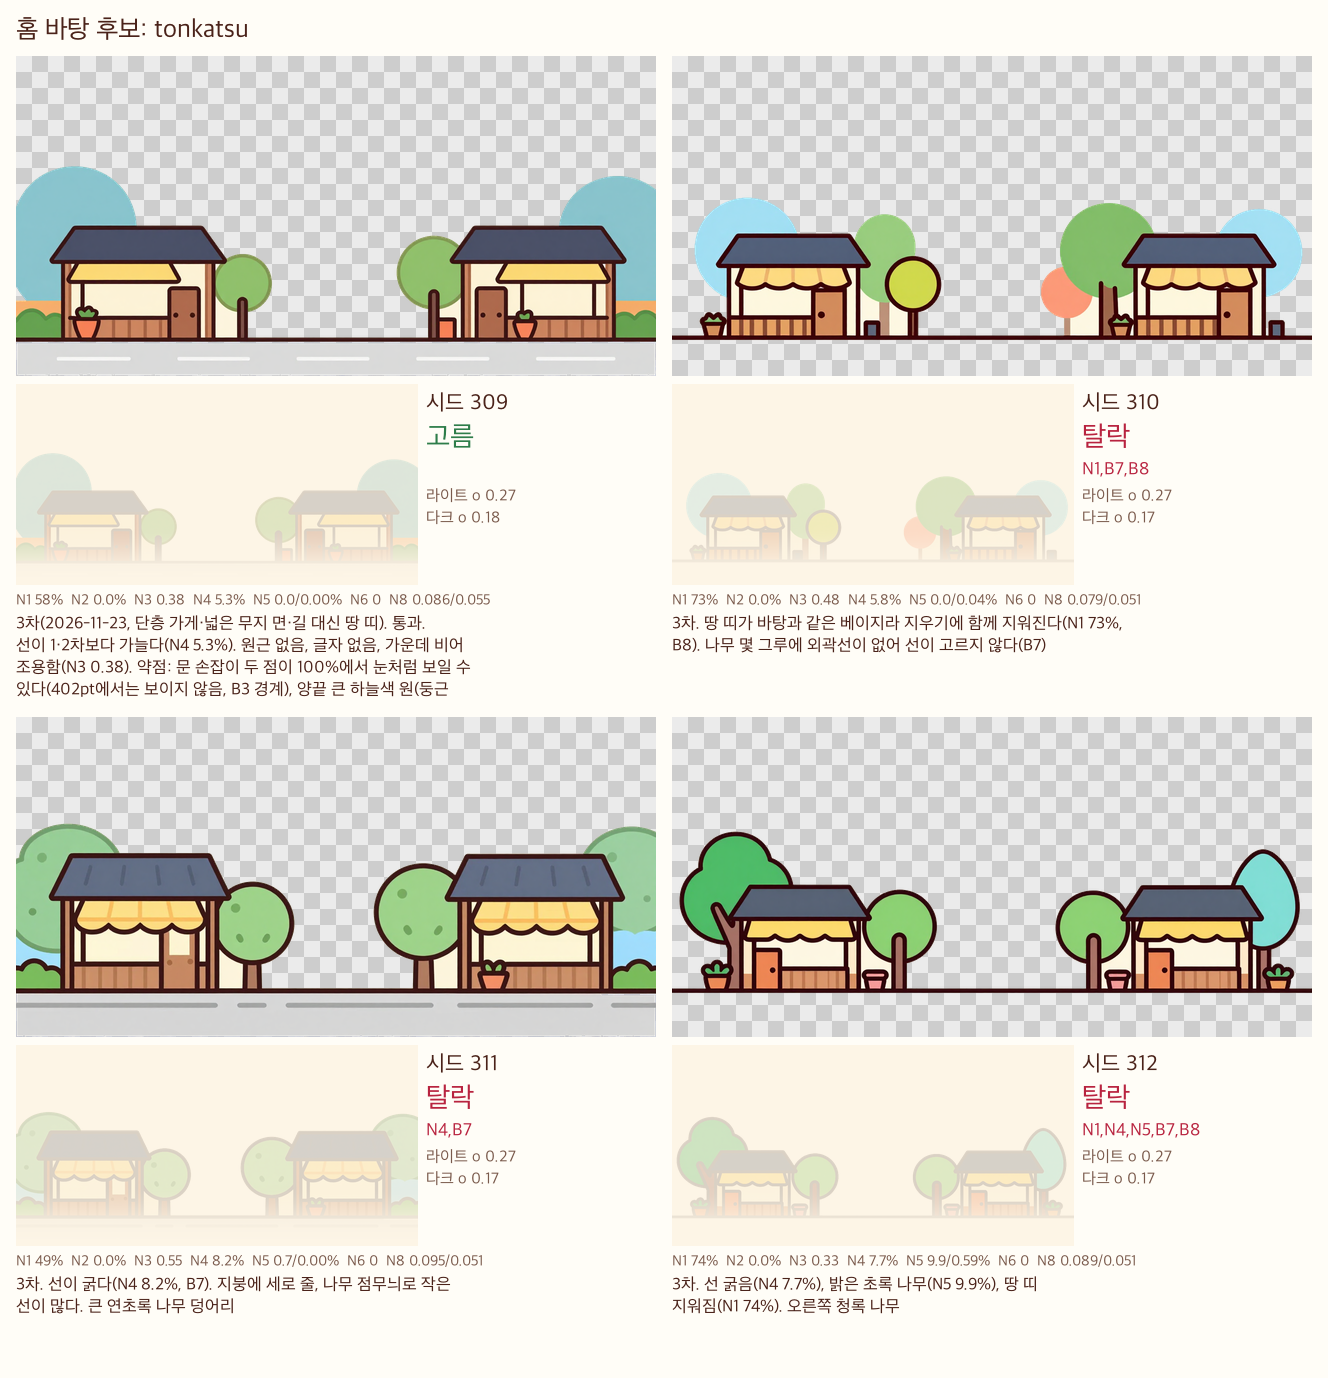 홈 바탕 후보: tonkatsu
시드 309
고름
라이트 o 0.27
다크 o 0.18
N1 58% N2 0.0% N3 0.38 N4 5.3% N5 0.0/0.00% N6 0 N8 0.086/0.055
3차(2026-11-23, 단층 가게·넓은 무지 면·길 대신 땅 띠). 통과.
선이 1·2차보다 가늘다(N4 5.3%). 원근 없음, 글자 없음, 가운데 비어
조용함(N3 0.38). 약점: 문 손잡이 두 점이 100%에서 눈처럼 보일 수
있다(402pt에서는 보이지 않음, B3 경계), 양끝 큰 하늘색 원(둥근
시드 310
탈락
N1,B7,B8
라이트 o 0.27
다크 o 0.17
N1 73% N2 0.0% N3 0.48 N4 5.8% N5 0.0/0.04% N6 0 N8 0.079/0.051
3차. 땅 띠가 바탕과 같은 베이지라 지우기에 함께 지워진다(N1 73%,
B8). 나무 몇 그루에 외곽선이 없어 선이 고르지 않다(B7)
시드 311
탈락
N4,B7
라이트 o 0.27
다크 o 0.17
N1 49% N2 0.0% N3 0.55 N4 8.2% N5 0.7/0.00% N6 0 N8 0.095/0.051
3차. 선이 굵다(N4 8.2%, B7). 지붕에 세로 줄, 나무 점무늬로 작은
선이 많다. 큰 연초록 나무 덩어리
시드 312
탈락
N1,N4,N5,B7,B8
라이트 o 0.27
다크 o 0.17
N1 74% N2 0.0% N3 0.33 N4 7.7% N5 9.9/0.59% N6 0 N8 0.089/0.051
3차. 선 굵음(N4 7.7%), 밝은 초록 나무(N5 9.9%), 땅 띠
지워짐(N1 74%). 오른쪽 청록 나무